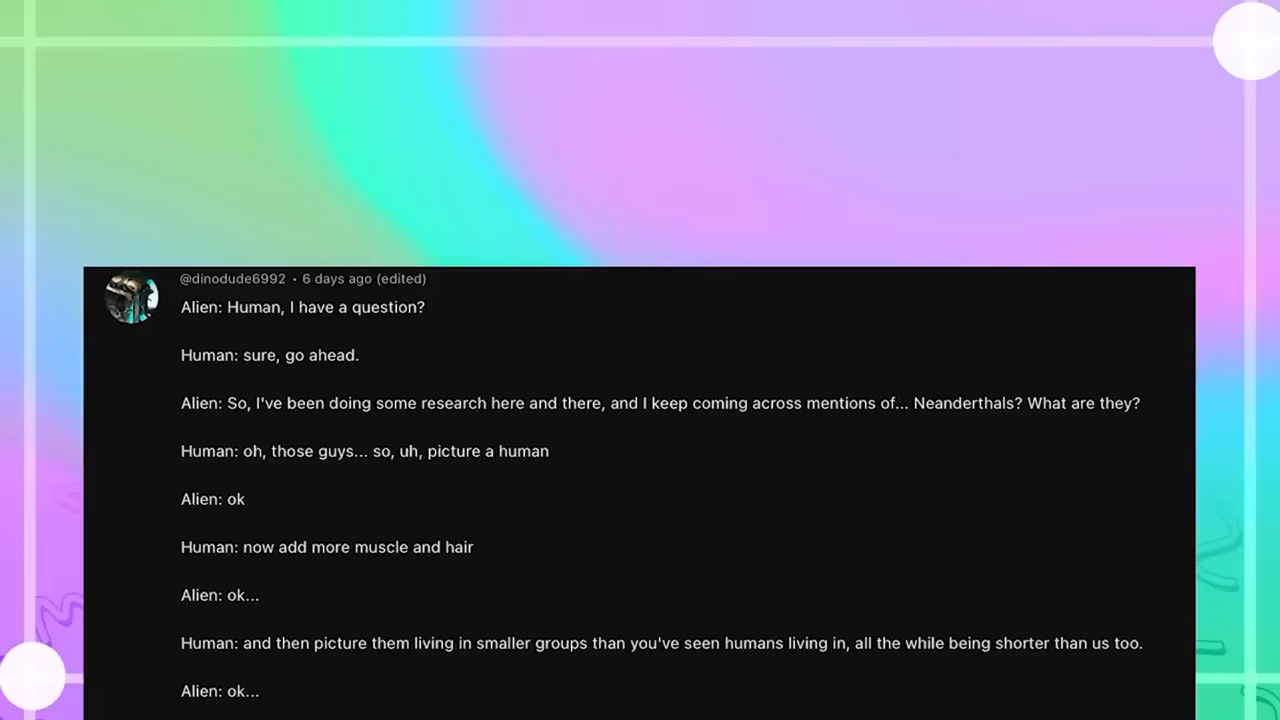 @dinodude6992 • 6 days ago (edited)
Alien: Human, I have a question?
Human: sure, go ahead.
Alien: So, I've been doing some research here and there, and I keep coming across mentions of... Neanderthals? What are they?
Human: oh, those guys... so, uh, picture a human
Alien: ok
Human: now add more muscle and hair
Alien: ok...
Human: and then picture them living in smaller groups than you've seen humans living in, all the while being shorter than us too.
Alien: ok...